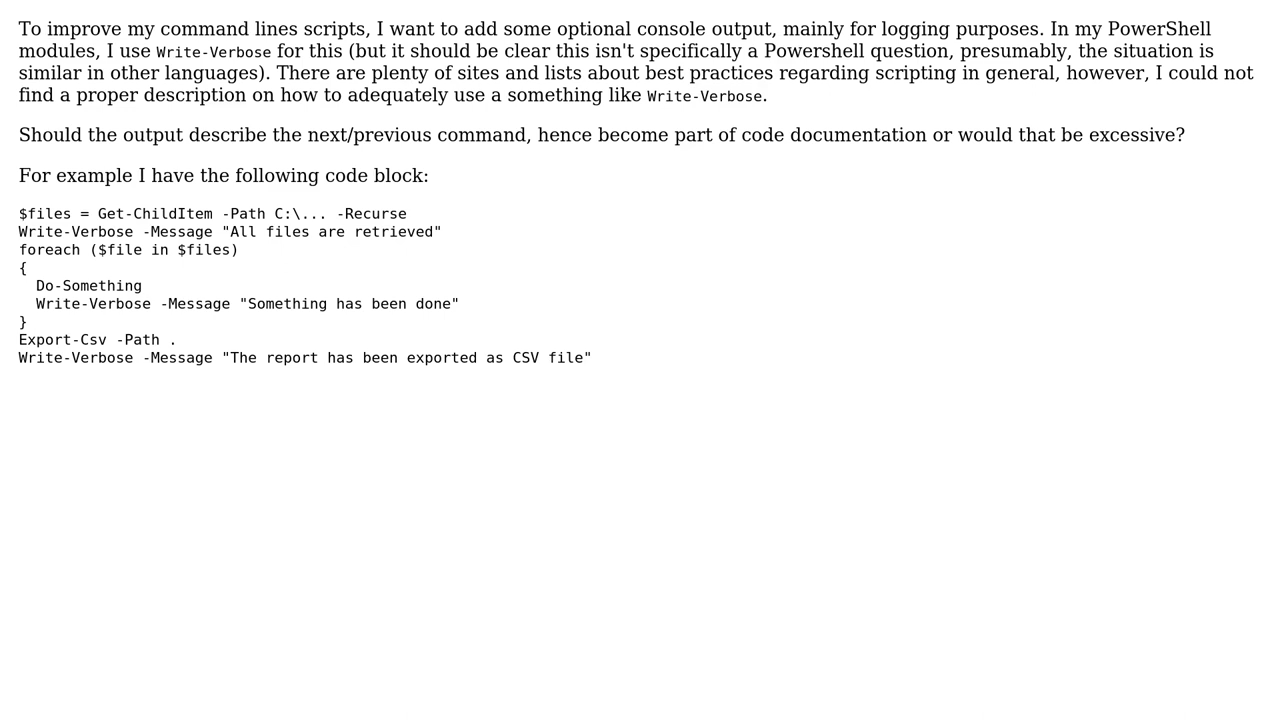 To improve my command lines scripts, I want to add some optional console output, mainly for logging purposes. In my PowerShell
modules, I use Write-Verbose for this (but it should be clear this isn't specifically a Powershell question, presumably, the situation is
similar in other languages). There are plenty of sites and lists about best practices regarding scripting in general, however, I could not
find a proper description on how to adequately use a something like Write-Verbose.
Should the output describe the next/previous command, hence become part of code documentation or would that be excessive?
For example I have the following code block:
$files = Get-ChildItem -Path C:\... -Recurse
Write-Verbose -Message "All files are retrieved"
foreach ($file in $files)
{
  Do-Something
  Write-Verbose -Message "Something has been done"
}
Export-Csv -Path .
Write-Verbose -Message "The report has been exported as CSV file"